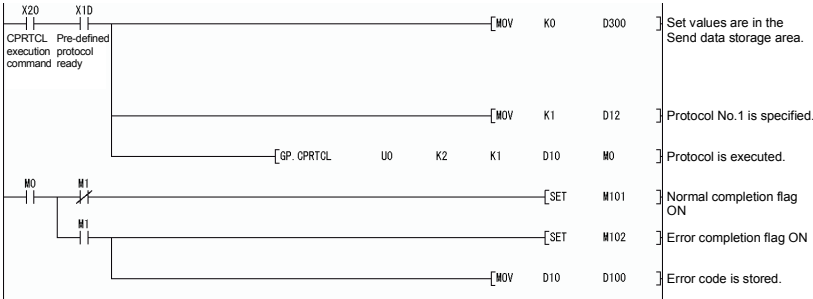 X20 X1D
[MOV K0 D300 ] Set values are in the
CPRTCL Pre-defined Send data storage area.
execution protocol
command ready
[MOV K1 D12 ] Protocol No.1 is specified.
[GP.CPRTCL U0 K2 K1 D10 M0 ] Protocol is executed.
M0 M1
[SET M101 ] Normal completion flag
ON
M1
[SET M102 ] Error completion flag ON
[MOV D10 D100 ] Error code is stored.